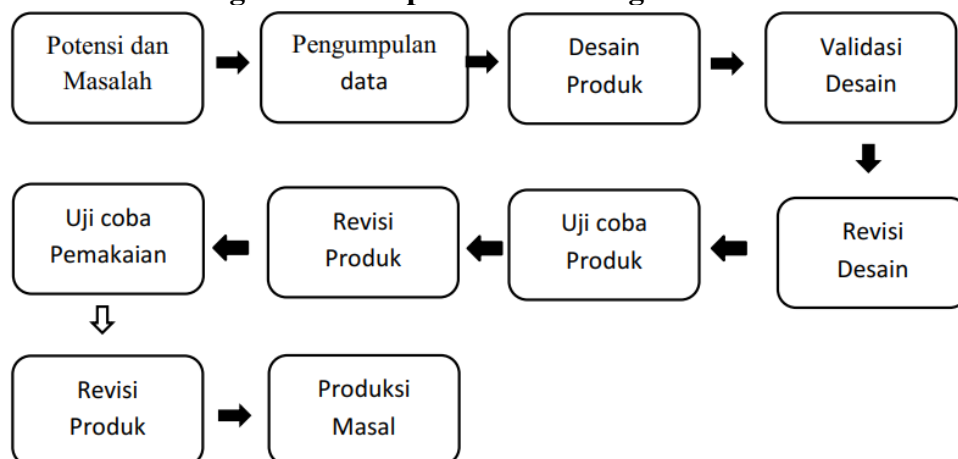 Potensi dan
Masalah
Pengumpulan
data
Desain
Produk
Validasi
Desain
Uji coba
Pemakaian
Revisi
Produk
Uji coba
Produk
Revisi
Desain
Revisi
Produk
Produksi
Masal